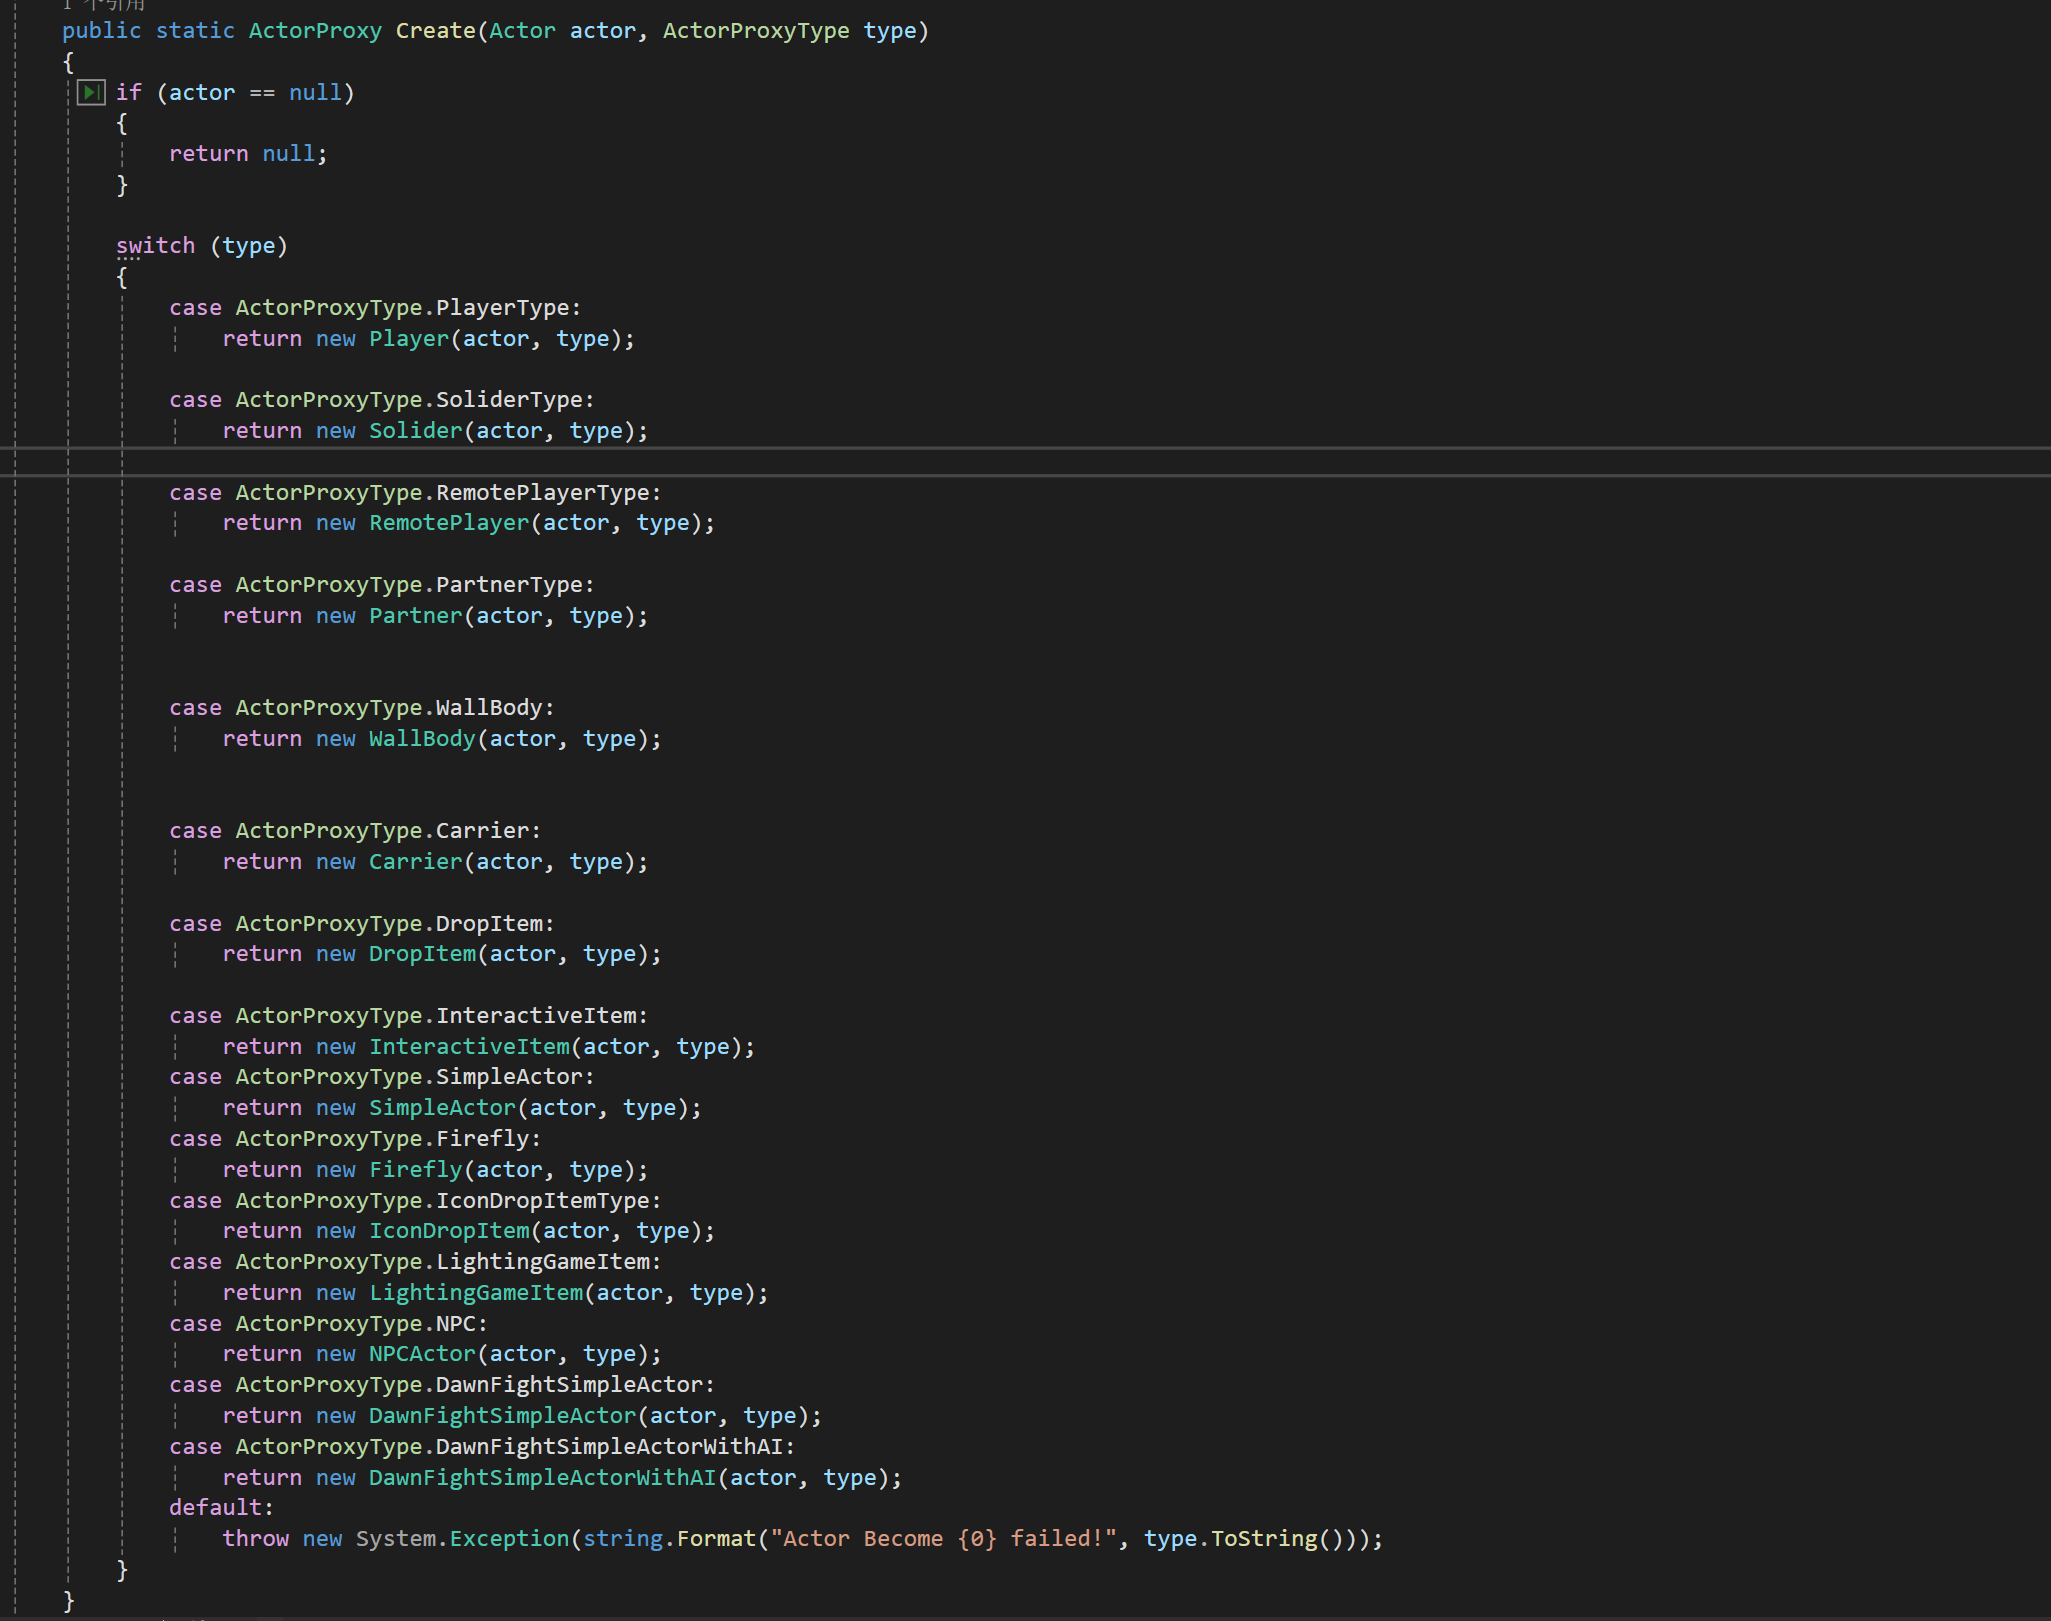 1 个引用
public static ActorProxy Create(Actor actor, ActorProxyType type)
{
if (actor == null)
{
return null;
}
switch (type)
{
case ActorProxyType.PlayerType:
return new Player(actor, type);
case ActorProxyType.SoliderType:
return new Solider(actor, type);
case ActorProxyType.RemotePlayerType:
return new RemotePlayer(actor, type);
case ActorProxyType.PartnerType:
return new Partner(actor, type);
case ActorProxyType.WallBody:
return new WallBody(actor, type);
case ActorProxyType.Carrier:
return new Carrier(actor, type);
case ActorProxyType.DropItem:
return new DropItem(actor, type);
case ActorProxyType.InteractiveItem:
return new InteractiveItem(actor, type);
case ActorProxyType.SimpleActor:
return new SimpleActor(actor, type);
case ActorProxyType.Firefly:
return new Firefly(actor, type);
case ActorProxyType.IconDropItemType:
return new IconDropItem(actor, type);
case ActorProxyType.LightingGameItem:
return new LightingGameItem(actor, type);
case ActorProxyType.NPC:
return new NPCActor(actor, type);
case ActorProxyType.DawnFightSimpleActor:
return new DawnFightSimpleActor(actor, type);
case ActorProxyType.DawnFightSimpleActorWithAI:
return new DawnFightSimpleActorWithAI(actor, type);
default:
throw new System.Exception(string.Format("Actor Become {0} failed!", type.ToString()));
}
}